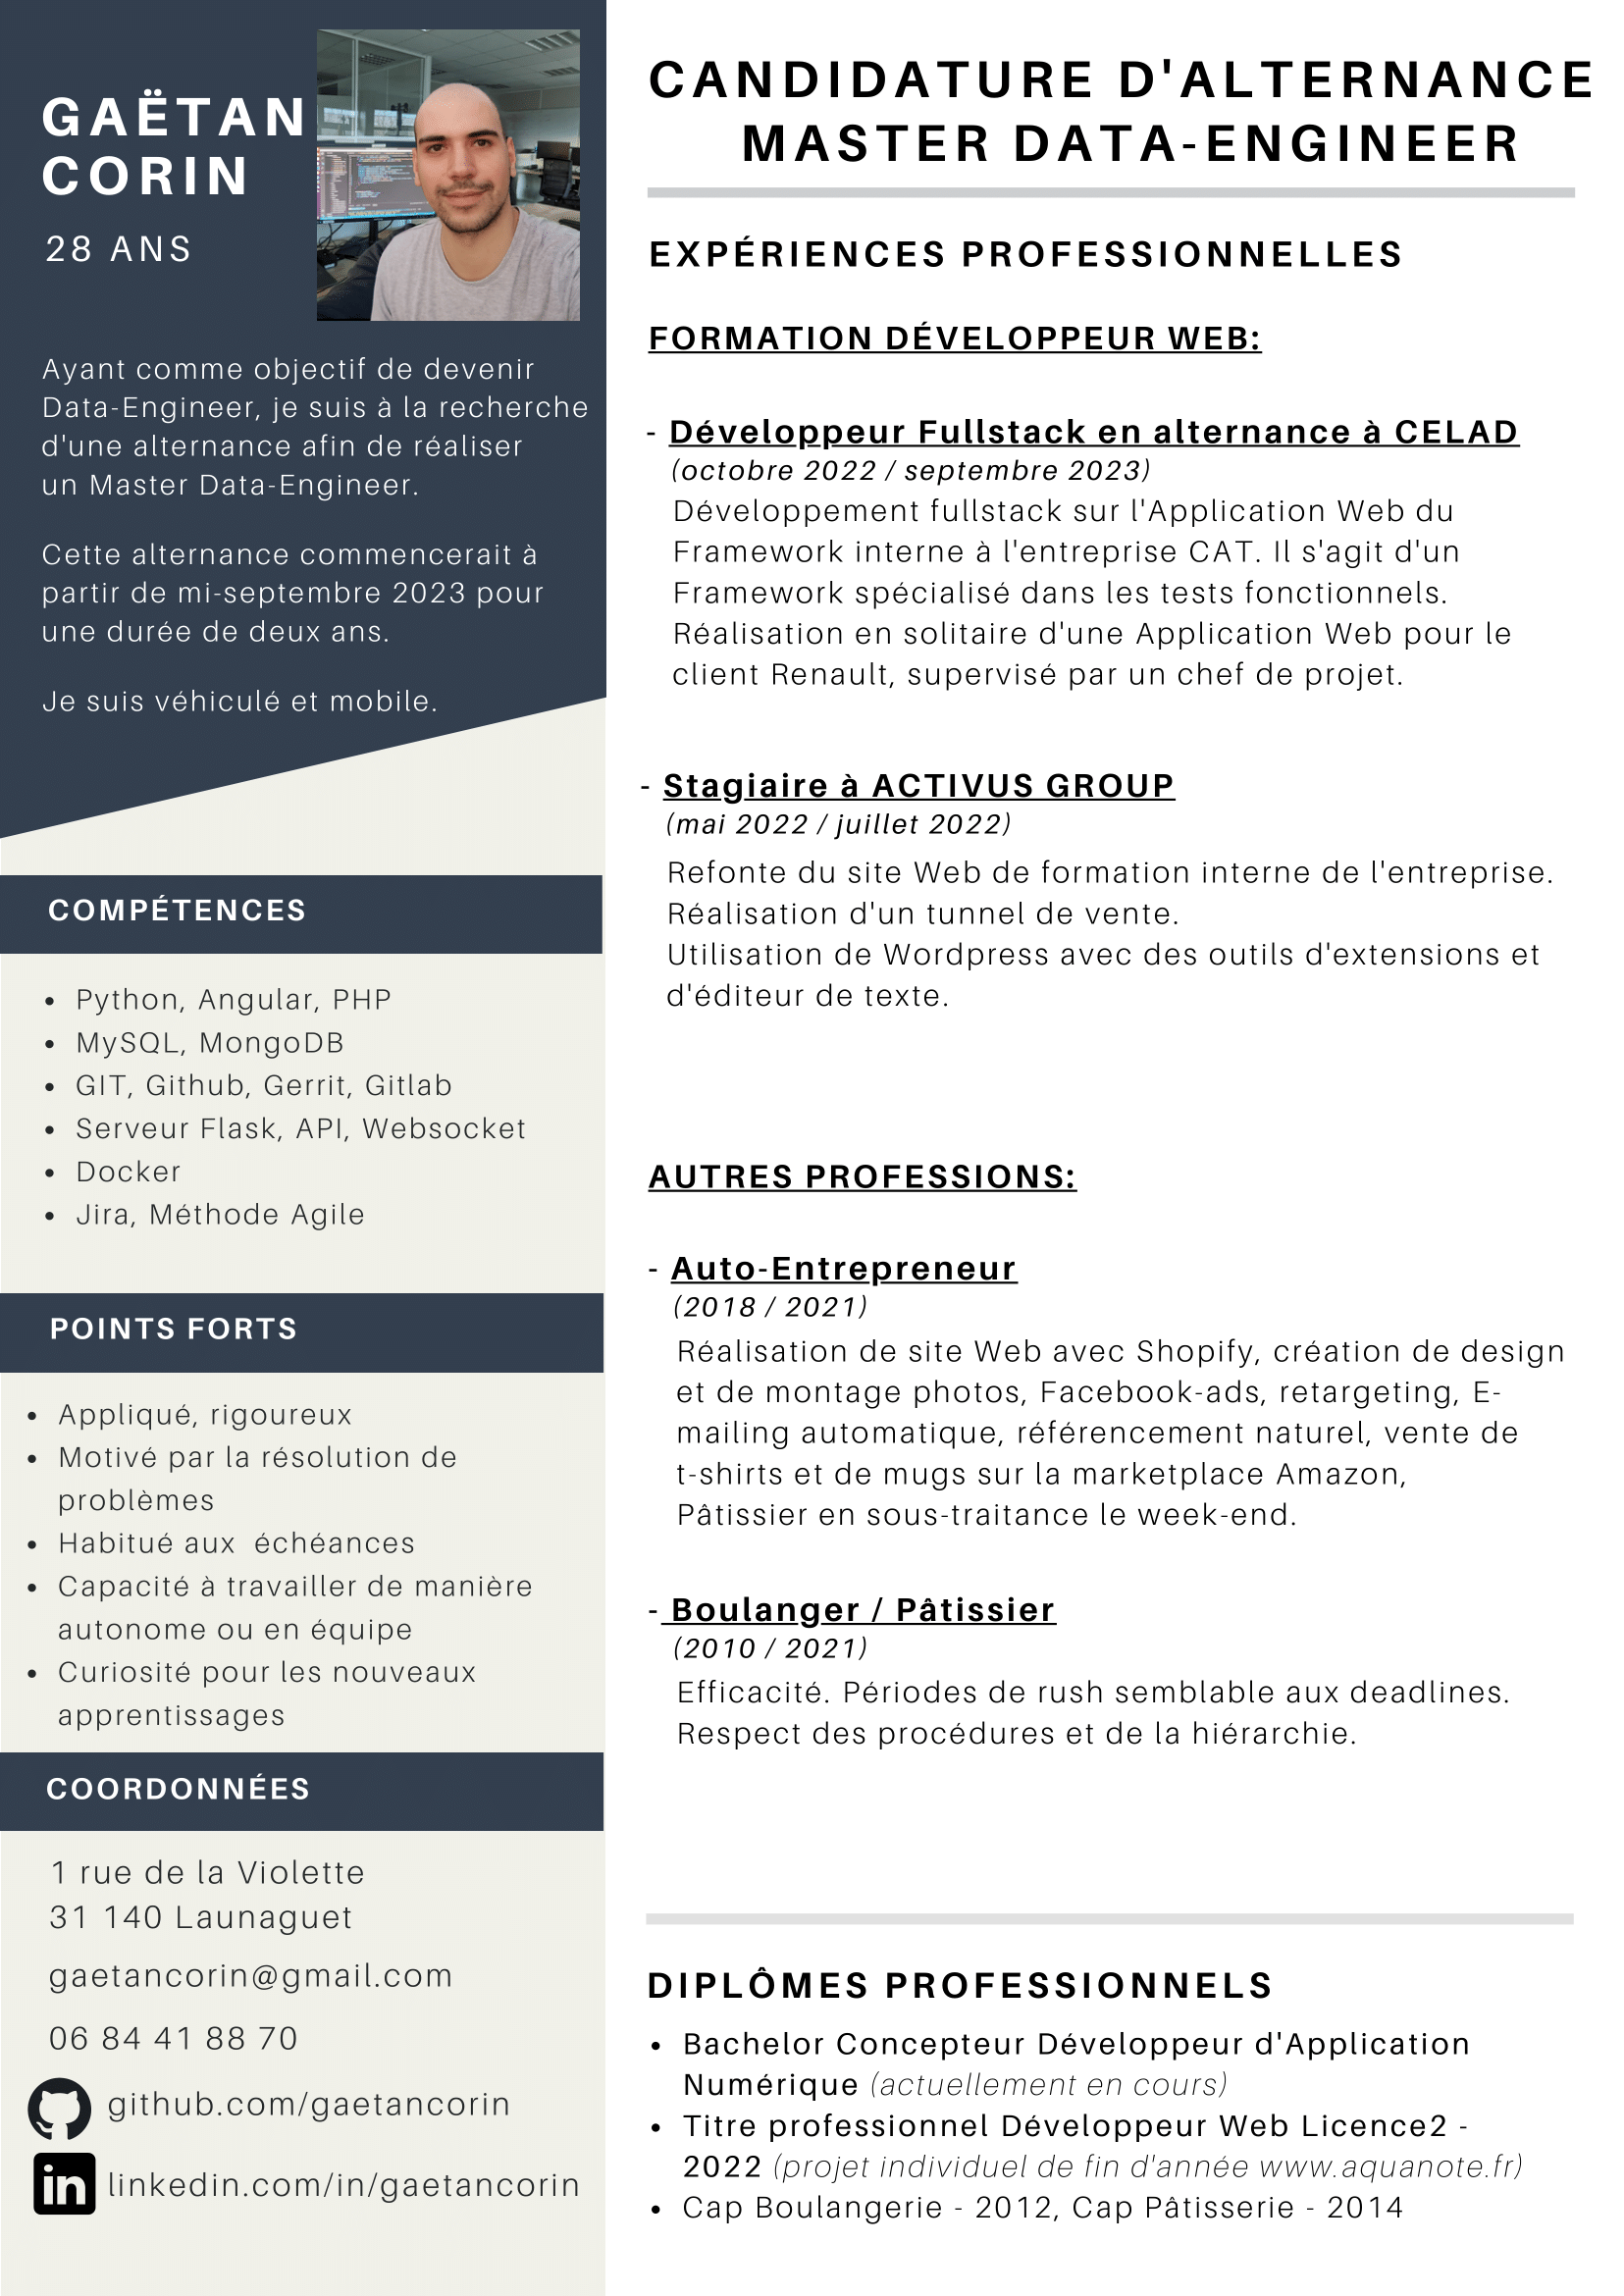 GAËTAN
CORIN
28 ANS
Ayant comme objectif de devenir
Data-Engineer, je suis à la recherche
d'une alternance afin de réaliser
un Master Data-Engineer.
Cette alternance commencerait à
partir de mi-septembre 2023 pour
une durée de deux ans.
Je suis véhiculé et mobile.
COMPÉTENCES
• Python, Angular, PHP
• MySQL, MongoDB
• GIT, Github, Gerrit, Gitlab
• Serveur Flask, API, Websocket
• Docker
• Jira, Méthode Agile
POINTS FORTS
• Appliqué, rigoureux
• Motivé par la résolution de
problèmes
• Habitué aux  échéances
• Capacité à travailler de manière
autonome ou en équipe
• Curiosité pour les nouveaux
apprentissages
COORDONNÉES
1 rue de la Violette
31 140 Launaguet
gaetancorin@gmail.com
06 84 41 88 70
github.com/gaetancorin
in linkedin.com/in/gaetancorin
CANDIDATURE D'ALTERNANCE
MASTER DATA-ENGINEER
EXPÉRIENCES PROFESSIONNELLES
FORMATION DÉVELOPPEUR WEB:
- Développeur Fullstack en alternance à CELAD
(octobre 2022 / septembre 2023)
Développement fullstack sur l'Application Web du
Framework interne à l'entreprise CAT. Il s'agit d'un
Framework spécialisé dans les tests fonctionnels.
Réalisation en solitaire d'une Application Web pour le
client Renault, supervisé par un chef de projet.
- Stagiaire à ACTIVUS GROUP
(mai 2022 / juillet 2022)
Refonte du site Web de formation interne de l'entreprise.
Réalisation d'un tunnel de vente.
Utilisation de Wordpress avec des outils d'extensions et
d'éditeur de texte.
AUTRES PROFESSIONS:
- Auto-Entrepreneur
(2018 / 2021)
Réalisation de site Web avec Shopify, création de design
et de montage photos, Facebook-ads, retargeting, E-
mailing automatique, référencement naturel, vente de
t-shirts et de mugs sur la marketplace Amazon,
Pâtissier en sous-traitance le week-end.
- Boulanger / Pâtissier
(2010 / 2021)
Efficacité. Périodes de rush semblable aux deadlines.
Respect des procédures et de la hiérarchie.
DIPLÔMES PROFESSIONNELS
• Bachelor Concepteur Développeur d'Application
Numérique (actuellement en cours)
• Titre professionnel Développeur Web Licence2 -
2022 (projet individuel de fin d'année www.aquanote.fr)
• Cap Boulangerie - 2012, Cap Pâtisserie - 2014